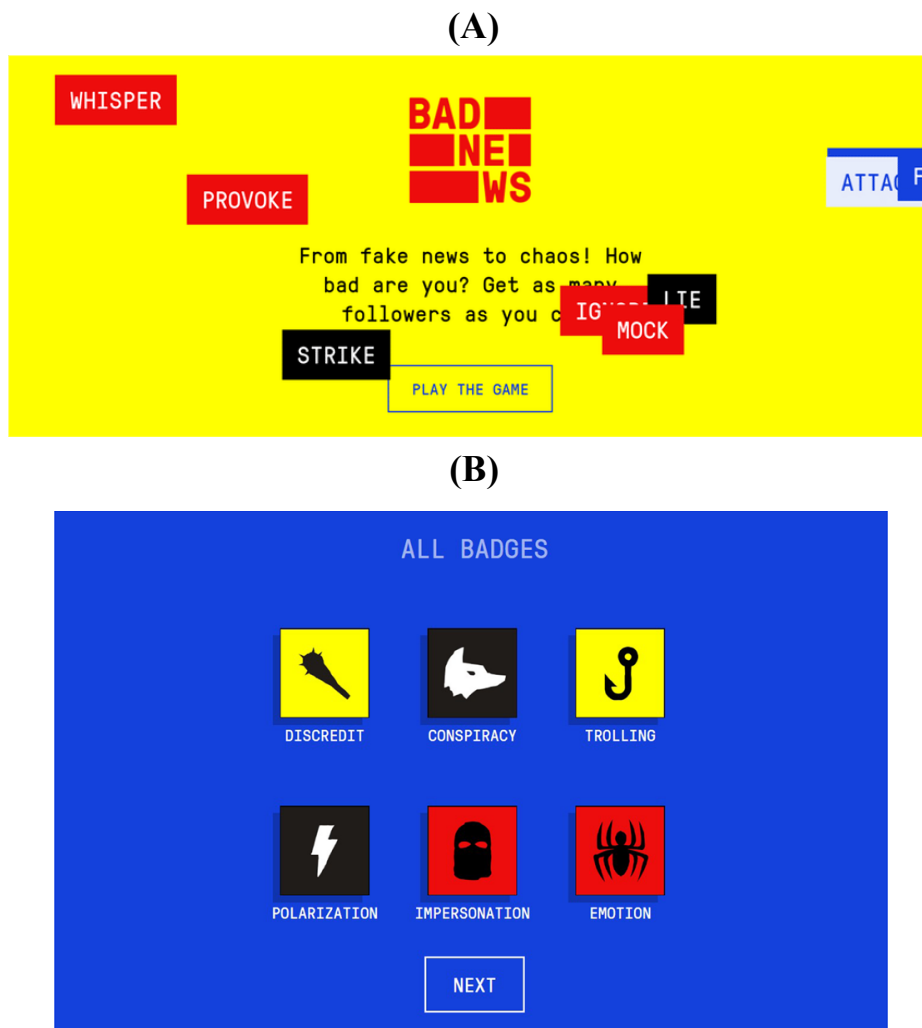 (A)
WHISPER
BAD
NE
WS
PROVOKE
From fake news to chaos! How
bad are you? Get as many
followers as you
LIE
MOCK
STRIKE
PLAY THE GAME
(B)
ALL BADGES
DISCREDIT CONSPIRACY TROLLING
POLARIZATION IMPERSONATION EMOTION
NEXT